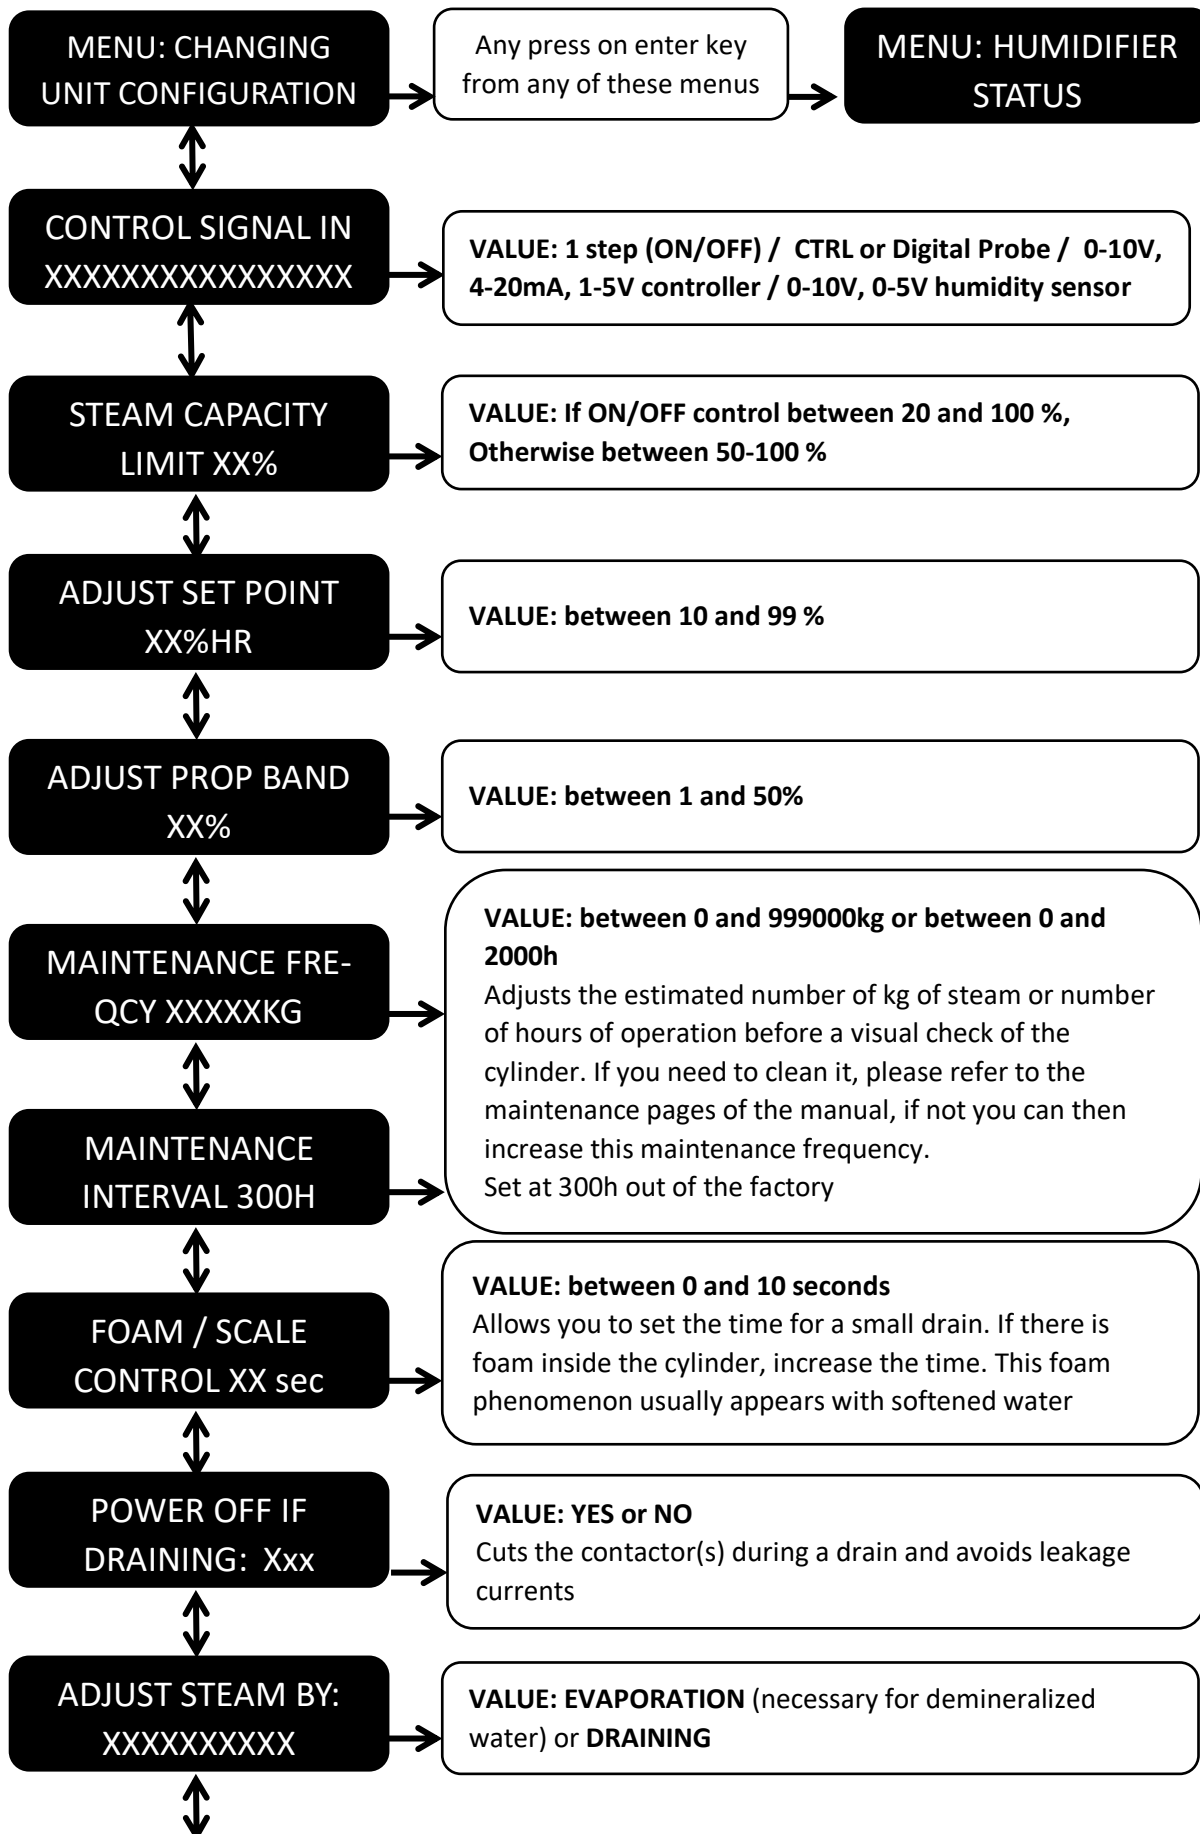 MENU: CHANGING
UNIT CONFIGURATION
Any press on enter key
from any of these menus
MENU: HUMIDIFIER
STATUS
CONTROL SIGNAL IN
XXXXXXXXXXXXXXXX
VALUE: 1 step (ON/OFF) / CTRL or Digital Probe / 0-10V,
4-20mA, 1-5V controller / 0-10V, 0-5V humidity sensor
STEAM CAPACITY
LIMIT XX%
VALUE: If ON/OFF control between 20 and 100 %,
Otherwise between 50-100 %
ADJUST SET POINT
XX%HR
VALUE: between 10 and 99 %
ADJUST PROP BAND
XX%
VALUE: between 1 and 50%
MAINTENANCE FRE-
QCY XXXXXKG
MAINTENANCE
INTERVAL 300H
VALUE: between 0 and 999000kg or between 0 and
2000h
Adjusts the estimated number of kg of steam or number
of hours of operation before a visual check of the
cylinder. If you need to clean it, please refer to the
maintenance pages of the manual, if not you can then
increase this maintenance frequency.
Set at 300h out of the factory
FOAM / SCALE
CONTROL XX sec
VALUE: between 0 and 10 seconds
Allows you to set the time for a small drain. If there is
foam inside the cylinder, increase the time. This foam
phenomenon usually appears with softened water
POWER OFF IF
DRAINING: Xxx
VALUE: YES or NO
Cuts the contactor(s) during a drain and avoids leakage
currents
ADJUST STEAM BY:
XXXXXXXXXX
VALUE: EVAPORATION (necessary for demineralized
water) or DRAINING